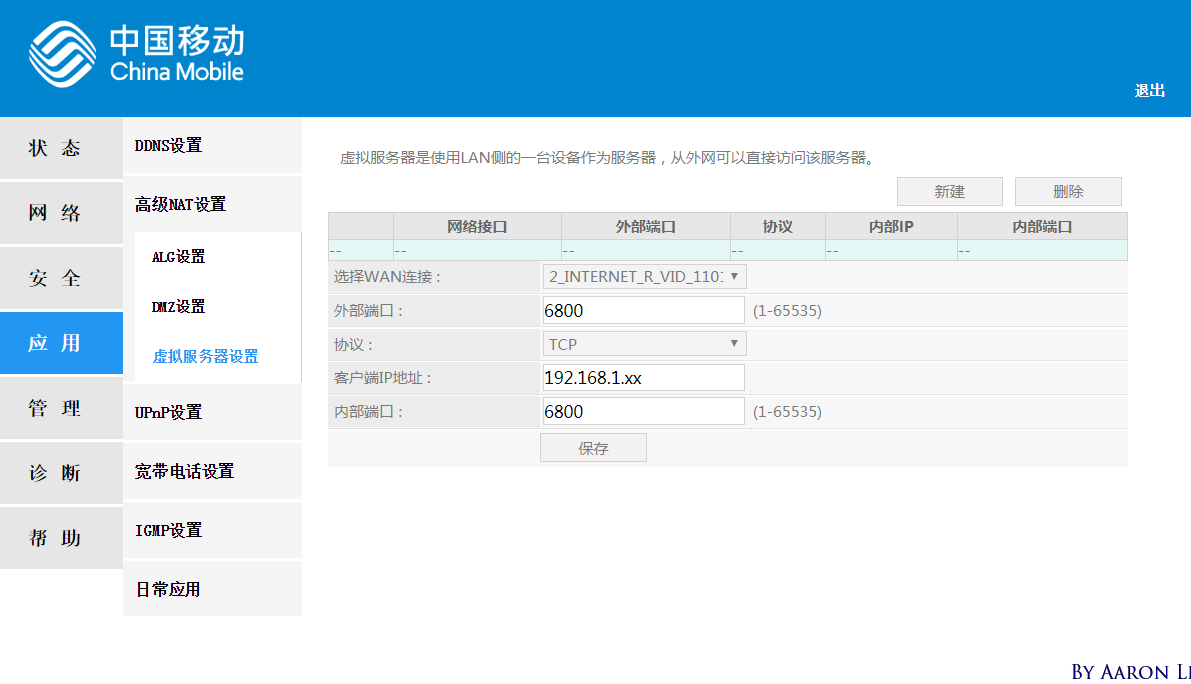 中国移动
China Mobile
退出
状 态
网 络
安 全
应 用
管 理
诊 断
帮 助
DDNS设置
高级NAT设置
ALG设置
DMZ设置
虚拟服务器设置
UPnP设置
宽带电话设置
IGMP设置
日常应用
虚拟服务器是使用LAN侧的一台设备作为服务器，从外网可以直接访问该服务器。
新建 删除
网络接口 外部端口 协议 内部IP 内部端口
-- -- -- -- -- --
选择WAN连接： 2_INTERNET_R_VID_1101
外部端口： 6800 (1-65535)
协议： TCP
客户端IP地址： 192.168.1.xx
内部端口： 6800 (1-65535)
保存
BY AARON